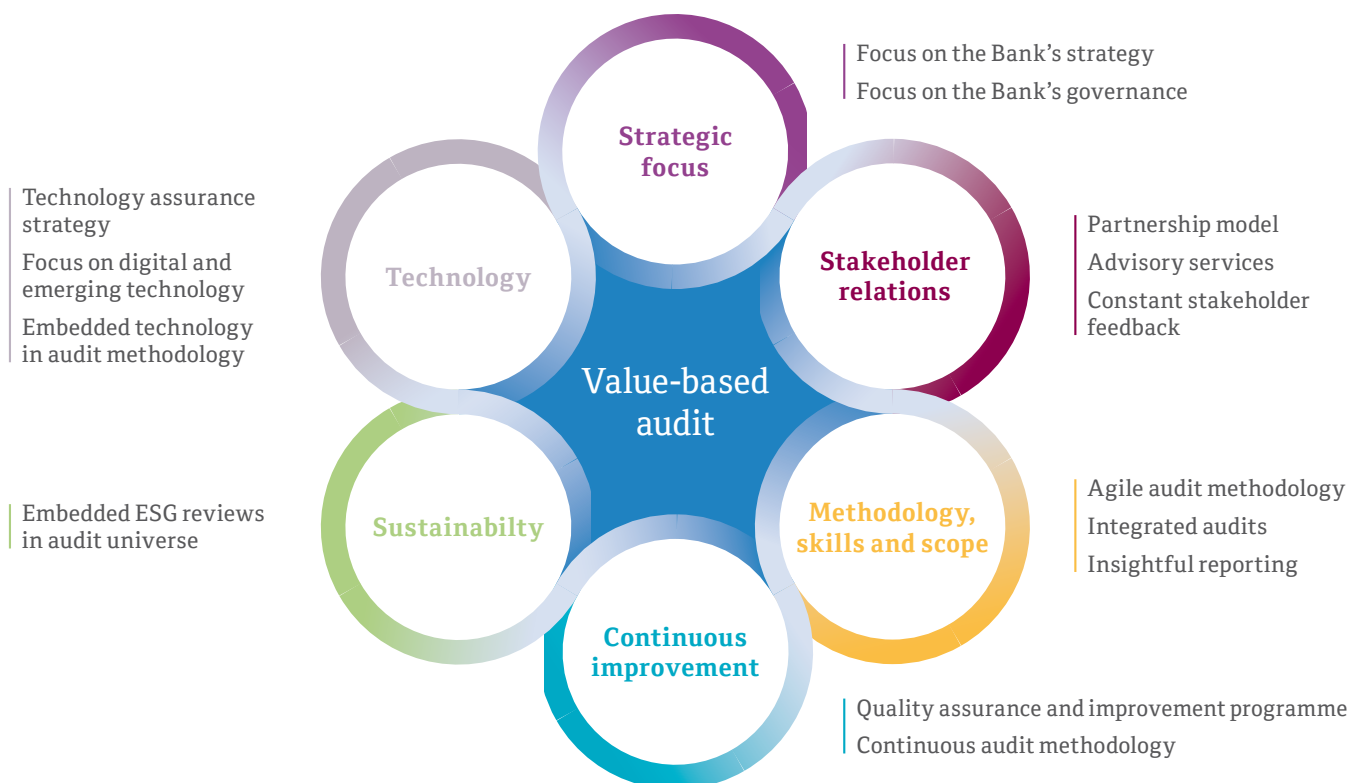 Focus on the Bank’s strategy
Focus on the Bank’s governance
Strategic
focus
Technology assurance
strategy
Focus on digital and
emerging technology
Embedded technology
in audit methodology
Technology
Stakeholder
relations
Partnership model
Advisory services
Constant stakeholder
feedback
Value-based
audit
Embedded ESG reviews
in audit universe
Sustainabilty
Methodology,
skills and scope
Agile audit methodology
Integrated audits
Insightful reporting
Continuous
improvement
Quality assurance and improvement programme
Continuous audit methodology